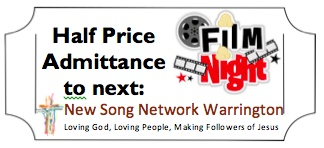 Half Price
Admittance
to next:
FiLM
Night
New Song Network Warrington
Loving God, Loving People, Making Followers of Jesus